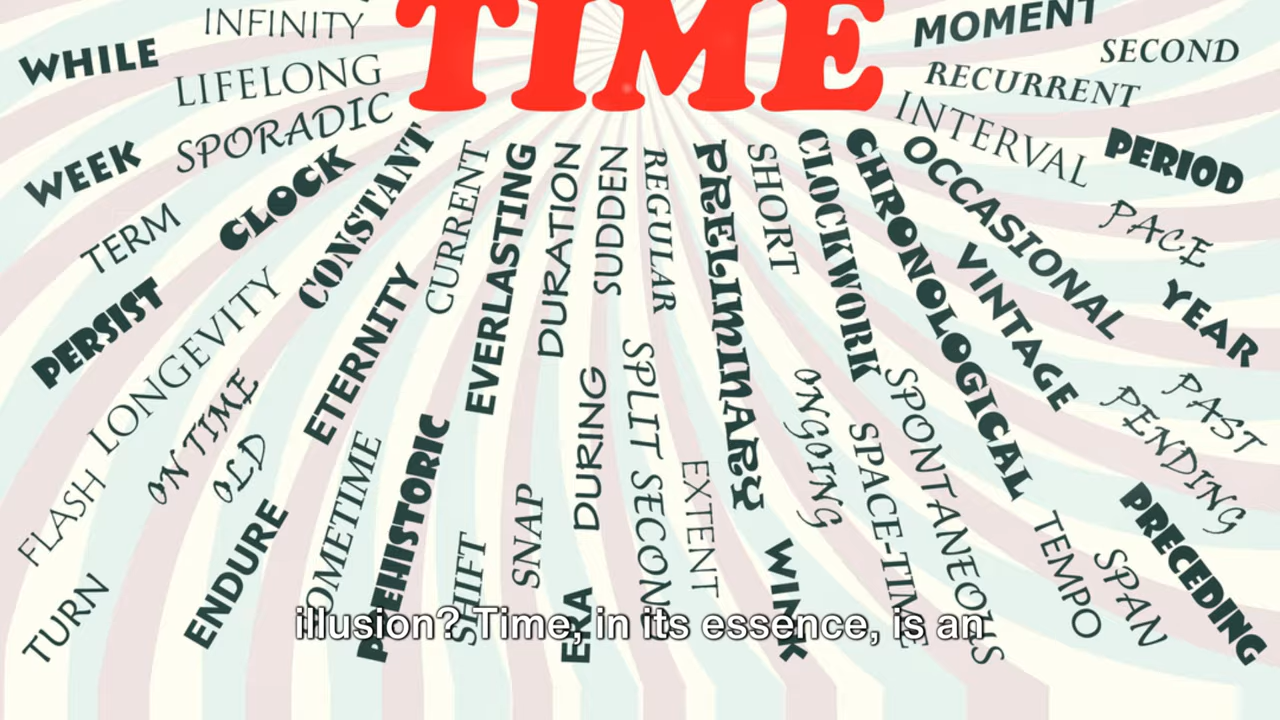 TIME
INFINITY
MOMENT
WHILE
SECOND
LIFELONG
RECURRENT
SPORADIC
INTERVAL
WEEK
CLOCK
PERIOD
TERM
CONSTANT
CURRENT
EVERLASTING
DURATION
SUDDEN
REGULAR
PRELIMINARY
SHORT
CLOCKWORK
CHRONOLOGICAL
OCCASIONAL
PACE
PERSIST
LONGEVITY
ETERNITY
VINTAGE
YEAR
ON TIME
DURING
SPLIT SECOND
ONGOING
SPONTANEOUS
PAST
PENDING
FLASH
OLD
SOMETIME
PREHISTORIC
SNAP
EXTENT
SPACE-TIME
PRECEDING
TURN
ENDURE
SHIFT
ERA
WINK
TEMPO
SPAN
illusion? Time, in its essence, is an